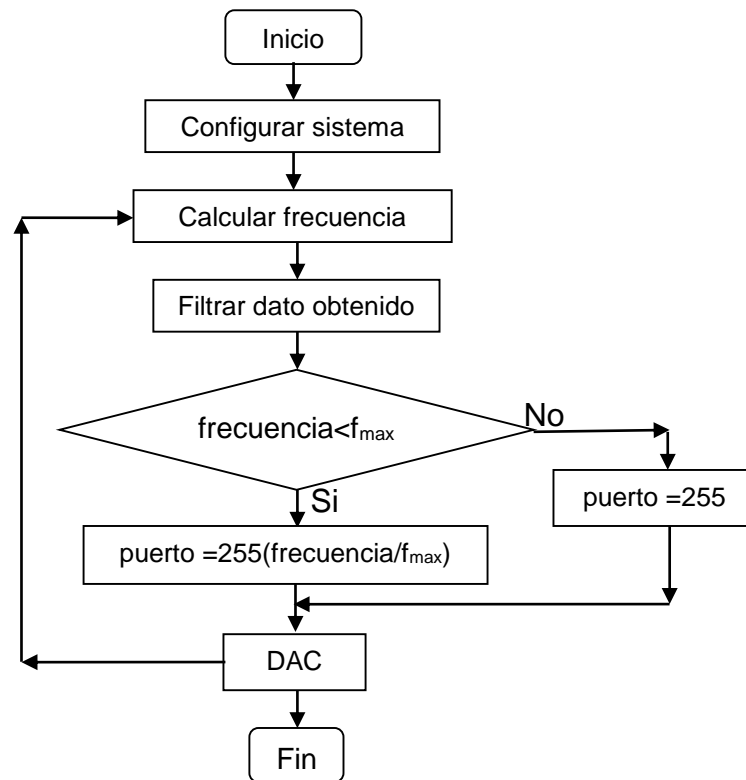 Inicio
Configurar sistema
Calcular frecuencia
Filtrar dato obtenido
frecuencia<fmax
No
Si
puerto =255
puerto =255(frecuencia/fmax)
DAC
Fin